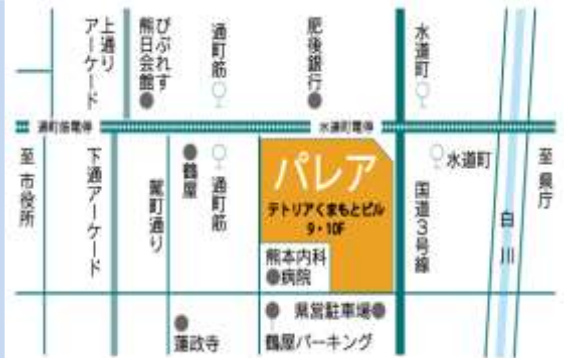 上通り
アーケード
びぷれす
熊日会館
通町筋
肥後銀行
水道町
通町筋電停
水道町電停
至市役所
下通アーケード
鶴屋
通町筋
パレア
テトリアくまもとビル
9・10F
熊本内科
病院
国道3号線
水道町
白川
至県庁
蓮政寺
県営駐車場
鶴屋パーキング